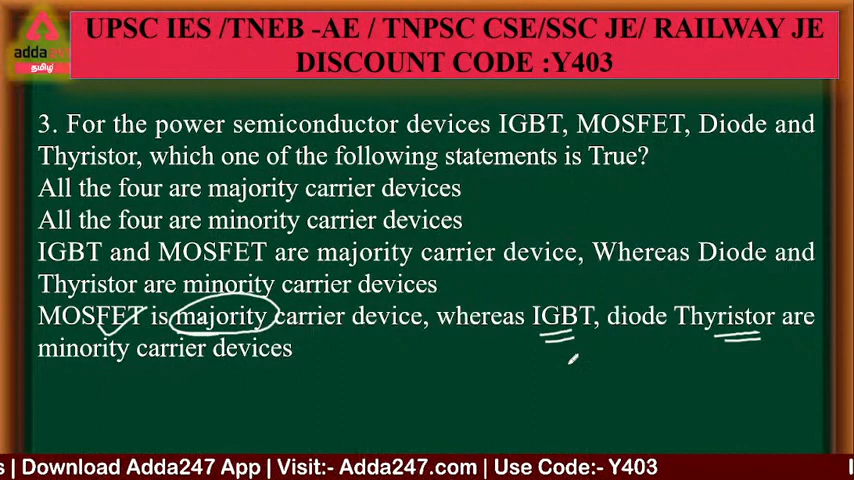 UPSC IES /TNEB -AE / TNPSC CSE/SSC JE/ RAILWAY JE
DISCOUNT CODE :Y403
adda247
தமிழ்
3. For the power semiconductor devices IGBT, MOSFET, Diode and
Thyristor, which one of the following statements is True?
All the four are majority carrier devices
All the four are minority carrier devices
IGBT and MOSFET are majority carrier device, Whereas Diode and
Thyristor are minority carrier devices
MOSFET is majority carrier device, whereas IGBT, diode Thyristor are
minority carrier devices
s | Download Adda247 App | Visit:- Adda247.com | Use Code:- Y403